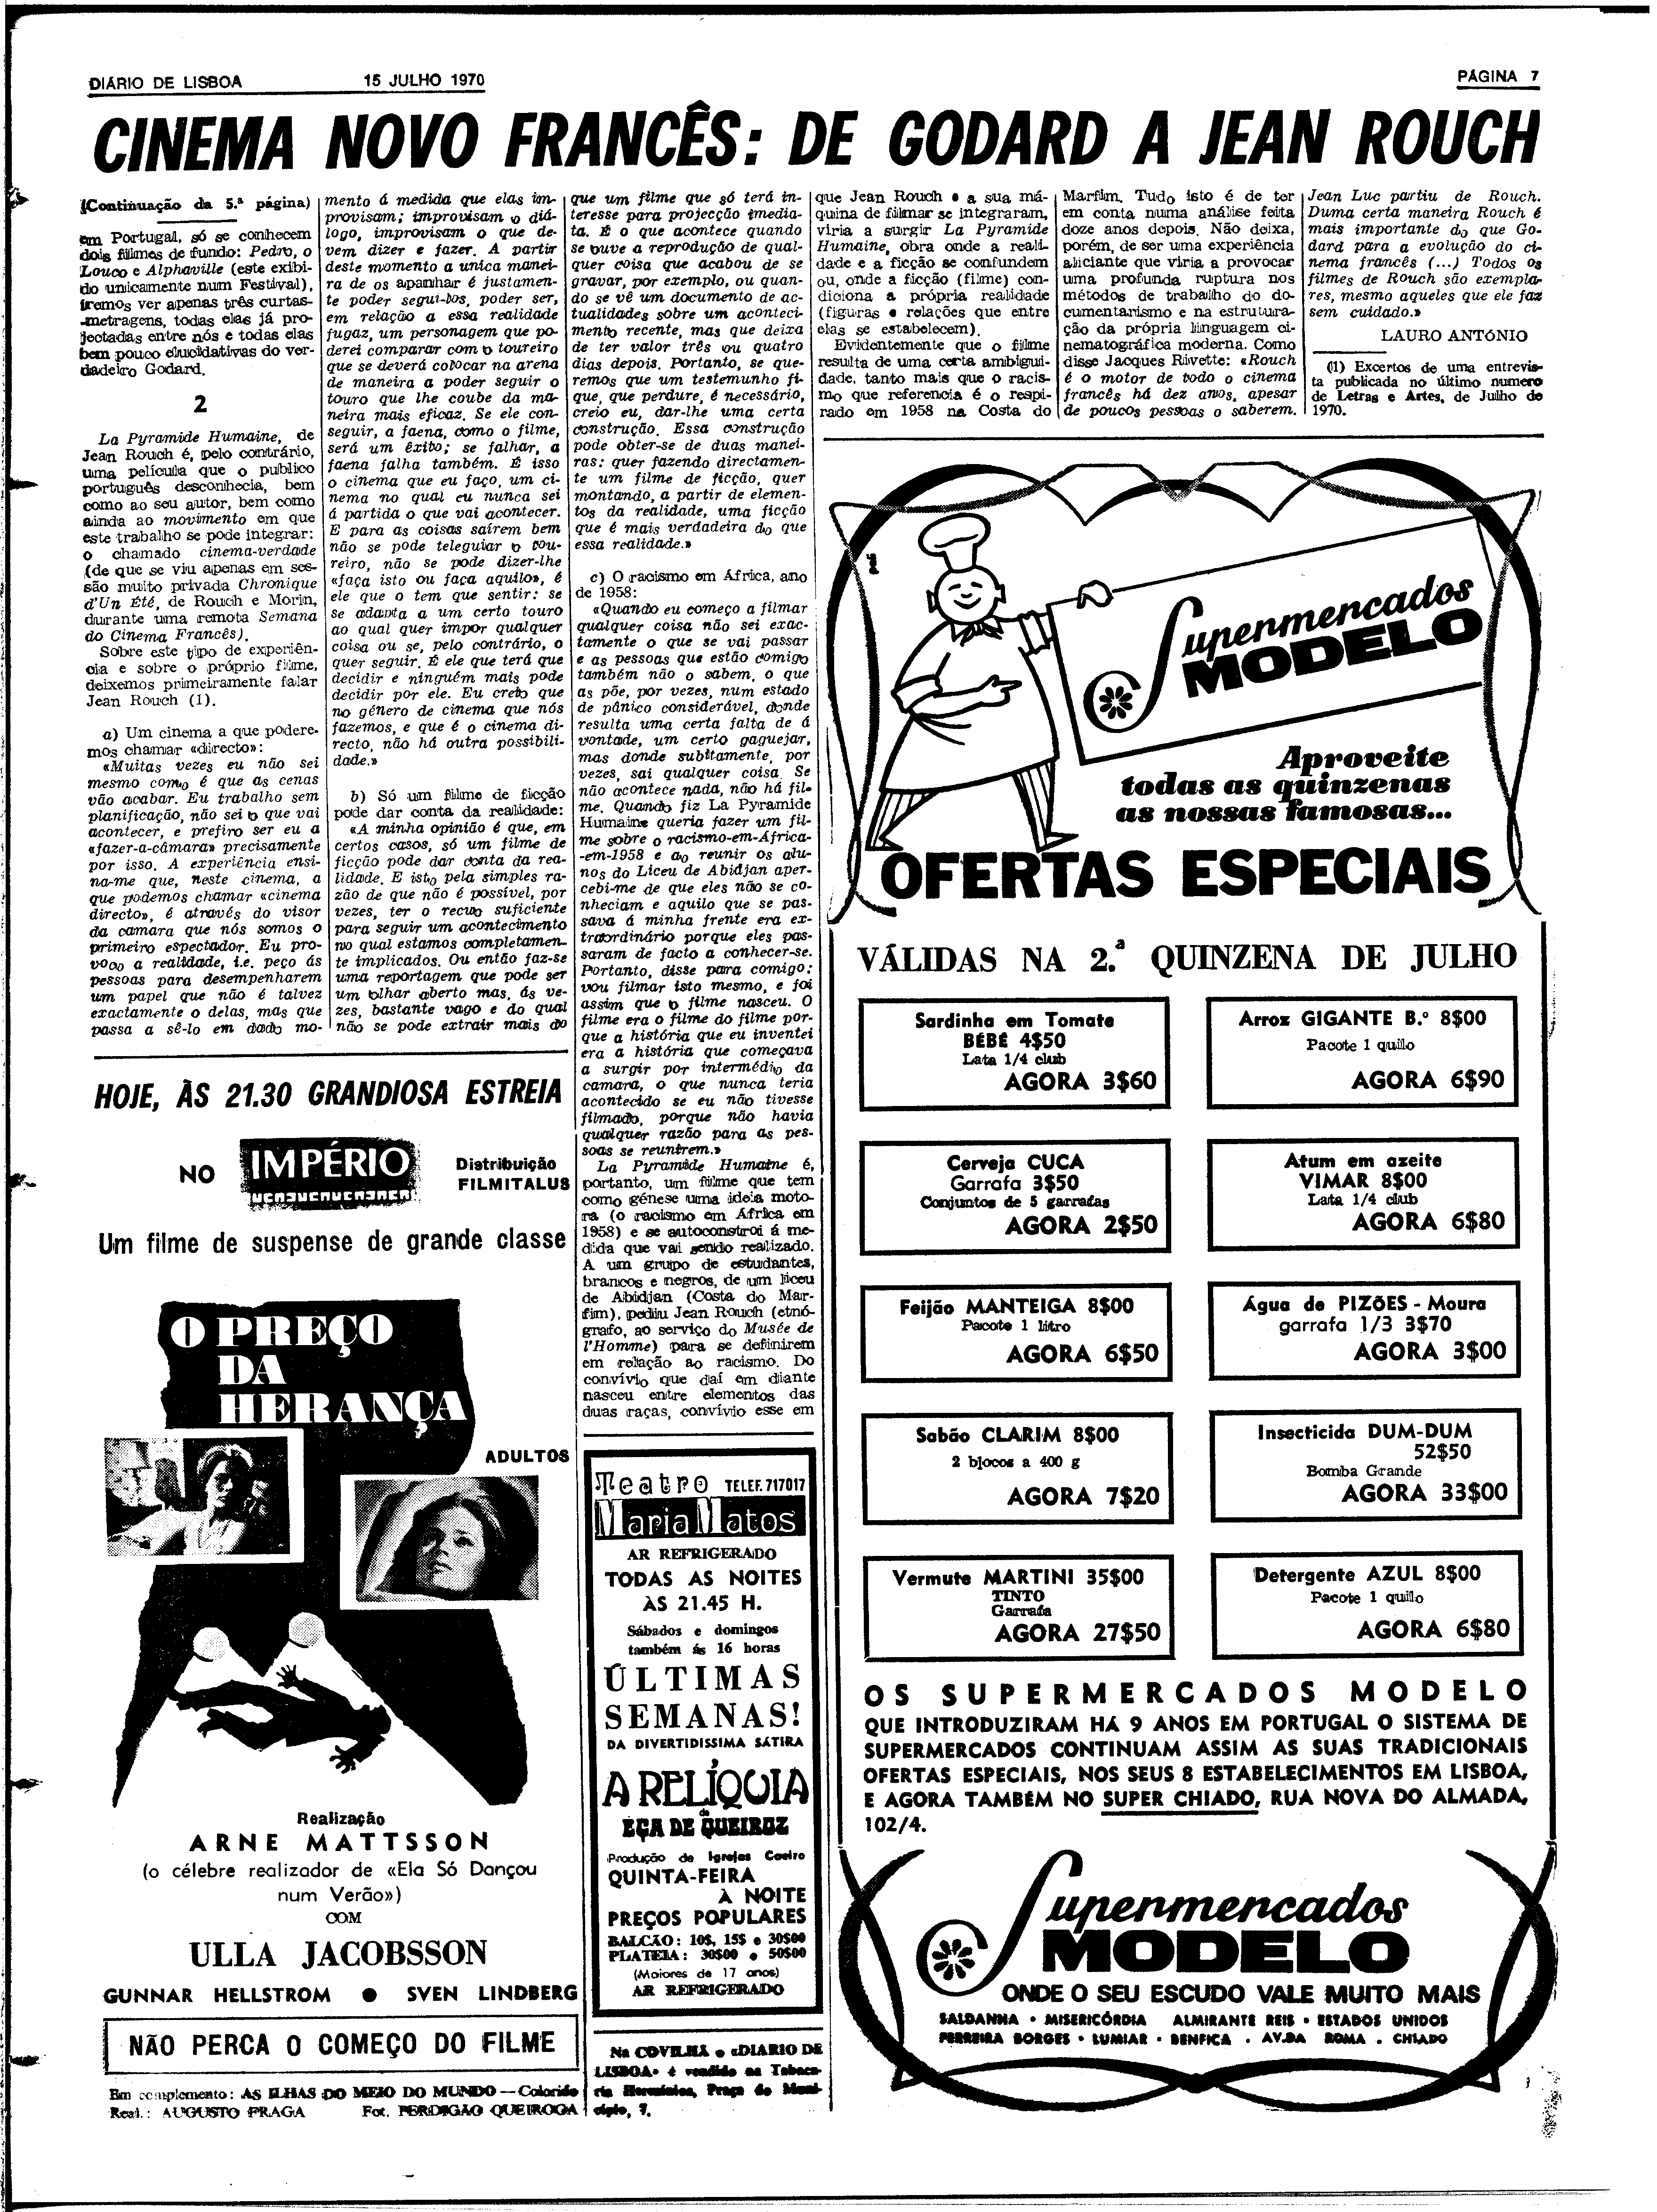 DIÁRIO DE LISBOA 15 JULHO 1970 PÁGINA 7
CINEMA NOVO FRANCÊS: DE GODARD A JEAN ROUCH
(Continuação da 5.ª página)
em Portugal, só se conhecem
dois filmes de fundo: Pedro, o
Louco e Alphaville (este exibi-
do unicamente num Festival),
iremos ver apenas três curtas-
-metragens, todas elas já pro-
jectadas entre nós e todas elas
bem pouco elucidativas do ver-
dadeiro Godard.
2
La Pyramide Humaine, de
Jean Rouch é, pelo contrário,
uma película que o publico
português desconhecia, bem
como ao seu autor, bem como
ainda ao movimento em que
este trabalho se pode integrar:
o chamado cinema-verdade
(de que se viu apenas em ses-
são muito privada Chronique
d'Un Été, de Rouch e Morin,
durante uma remota Semana
do Cinema Francês).
Sobre este tipo de experiên-
cia e sobre o próprio filme,
deixemos primeiramente falar
Jean Rouch (1).
a) Um cinema a que podere-
mos chamar «directo»:
«Muitas vezes eu não sei
mesmo como é que as cenas
vão acabar. Eu trabalho sem
planificação, não sei o que vai
acontecer, e prefiro ser eu a
«fazer-a-câmara» precisamente
por isso. A experiência ensi-
na-me que, neste cinema, a
que podemos chamar «cinema
directo», é através do visor
da camara que nós somos o
primeiro espectador. Eu pro-
voco a realidade, i.e. peço ás
pessoas para desempenharem
um papel que não é talvez
exactamente o delas, mas que
passa a sê-lo em dado mo-
mento á medida que elas im-
provisam; improvisam o diá-
logo, improvisam o que de-
vem dizer e fazer. A partir
deste momento a unica manei-
ra de os apanhar é justamen-
te poder segui-los, poder ser,
em relação a essa realidade
fugaz, um personagem que po-
derei comparar com o toureiro
que se deverá colocar na arena
de maneira a poder seguir o
touro que lhe coube da ma-
neira mais eficaz. Se ele con-
seguir, a faena, como o filme,
será um êxito; se falhar, a
faena falha também. É isso
o cinema que eu faço, um ci-
nema no qual eu nunca sei
á partida o que vai acontecer.
E para as coisas saírem bem
não se pode teleguiar o tou-
reiro, não se pode dizer-lhe
«faça isto ou faça aquilo», é
ele que o tem que sentir: se
se adapta a um certo touro
ao qual quer impor qualquer
coisa ou se, pelo contrário, o
quer seguir. É ele que terá que
decidir e ninguém mais pode
decidir por ele. Eu creio que
no género de cinema que nós
fazemos, e que é o cinema di-
recto, não há outra possibili-
dade.»
b) Só um filme de ficção
pode dar conta da realidade:
«A minha opinião é que, em
certos casos, só um filme de
ficção pode dar conta da rea-
lidade. E isto pela simples ra-
zão de que não é possível, por
vezes, ter o recuo suficiente
para seguir um acontecimento
no qual estamos completamen-
te implicados. Ou então faz-se
uma reportagem que pode ser
um olhar aberto mas, ás ve-
zes, bastante vago e do qual
não se pode extrair mais do
que um filme que só terá in-
teresse para projecção imedia-
ta. É o que acontece quando
se ouve a reprodução de qual-
quer coisa que acabou de se
gravar, por exemplo, ou quan-
do se vê um documento de ac-
tualidades sobre um aconteci-
mento recente, mas que deixa
de ter valor três ou quatro
dias depois. Portanto, se que-
remos que um testemunho fi-
que, que perdure, é necessário,
creio eu, dar-lhe uma certa
construção. Essa construção
pode obter-se de duas manei-
ras: quer fazendo directamen-
te um filme de ficção, quer
montando, a partir de elemen-
tos da realidade, uma ficção
que é mais verdadeira do que
essa realidade.»
c) O racismo em África, ano
de 1958:
«Quando eu começo a filmar
qualquer coisa não sei exac-
tamente o que se vai passar
e as pessoas que estão comigo
também não o sabem, o que
as põe, por vezes, num estado
de pânico considerável, donde
resulta uma certa falta de á
vontade, um certo gaguejar,
mas donde subitamente, por
vezes, sai qualquer coisa. Se
não acontece nada, não há fil-
me. Quando fiz La Pyramide
Humaine queria fazer um fil-
me sobre o racismo-em-África-
-em-1958 e ao reunir os alu-
nos do Liceu de Abidjan aper-
cebi-me de que eles não se co-
nheciam e aquilo que se pas-
sava á minha frente era ex-
traordinário porque eles pas-
saram de facto a conhecer-se.
Portanto, disse para comigo:
vou filmar isto mesmo, e foi
assim que o filme nasceu. O
filme era o filme do filme por-
que a história que eu inventei
era a história que começava
a surgir por intermédio da
camara, o que nunca teria
acontecido se eu não tivesse
filmado, porque não havia
qualquer razão para as pes-
soas se reunirem.»
La Pyramide Humaine é,
portanto, um filme que tem
como génese uma ideia moto-
ra (o racismo em África em
1958) e se autoconstroi á me-
dida que vai sendo realizado.
A um grupo de estudantes,
brancos e negros, de um liceu
de Abidjan (Costa do Mar-
fim), pediu Jean Rouch (etnó-
grafo, ao serviço do Musée de
l'Homme) para se definirem
em relação ao racismo. Do
convívio que daí em diante
nasceu entre elementos das
duas raças, convívio esse em
que Jean Rouch e a sua má-
quina de filmar se integraram,
viria a surgir La Pyramide
Humaine, obra onde a reali-
dade e a ficção se confundem
ou, onde a ficção (filme) con-
diciona a própria realidade
(figuras e relações que entre
elas se estabelecem).
Evidentemente que o filme
resulta de uma certa ambigui-
dade, tanto mais que o racis-
mo que referencia é o respi-
rado em 1958 na Costa do
Marfim. Tudo isto é de ter
em conta numa análise feita
doze anos depois. Não deixa,
porém, de ser uma experiência
aliciante que viria a provocar
uma profunda ruptura nos
métodos de trabalho do do-
cumentarismo e na estrutura-
ção da própria linguagem ci-
nematográfica moderna. Como
disse Jacques Rivette: «Rouch
é o motor de todo o cinema
francês há dez anos, apesar
de poucos pessoas o saberem.
Jean Luc partiu de Rouch.
Duma certa maneira Rouch é
mais importante do que Go-
dard para a evolução do ci-
nema francês (...) Todos os
filmes de Rouch são exempla-
res, mesmo aqueles que ele faz
sem cuidado.»
LAURO ANTÓNIO
(1) Excertos de uma entrevis-
ta publicada no último numero
de Letras e Artes, de Julho de
1970.
HOJE, ÀS 21.30 GRANDIOSA ESTREIA
NO IMPÉRIO
Distribuição
FILMITALUS
Um filme de suspense de grande classe
O PREÇO
DA
HERANÇA
ADULTOS
Realização
ARNE MATTSSON
(o célebre realizador de «Ela Só Dançou
num Verão»)
COM
ULLA JACOBSSON
GUNNAR HELLSTROM ● SVEN LINDBERG
NÃO PERCA O COMEÇO DO FILME
Em complemento: AS ILHAS DO MEIO DO MUNDO — Colorido
Real.: AUGUSTO FRAGA Fot. PERDIGÃO QUEIROGA
Teatro TELEF. 717017
Maria Matos
AR REFRIGERADO
TODAS AS NOITES
ÀS 21.45 H.
Sábados e domingos
também ás 16 horas
ÚLTIMAS
SEMANAS!
DA DIVERTIDISSIMA SÁTIRA
A RELÍQUIA
de
EÇA DE QUEIROZ
Produção de Igrejas Caeiro
QUINTA-FEIRA
À NOITE
PREÇOS POPULARES
BALCÃO: 10$, 15$ e 30$00
PLATEIA: 30$00 e 50$00
(Maiores de 17 anos)
AR REFRIGERADO
Na COVILHÃ o «DIARIO DE
LISBOA» é vendido na Tabaca-
ria Hermínios, Praça do Muni-
cípio, 7.
Supermercados
MODELO
Aproveite
todas as quinzenas
as nossas famosas...
OFERTAS ESPECIAIS
VÁLIDAS NA 2.ª QUINZENA DE JULHO
Sardinha em Tomate
BÉBÉ 4$50
Lata 1/4 club
AGORA 3$60
Arroz GIGANTE B.º 8$00
Pacote 1 quilo
AGORA 6$90
Cerveja CUCA
Garrafa 3$50
Conjuntos de 5 garrafas
AGORA 2$50
Atum em azeite
VIMAR 8$00
Lata 1/4 club
AGORA 6$80
Feijão MANTEIGA 8$00
Pacote 1 litro
AGORA 6$50
Água de PIZÕES - Moura
garrafa 1/3 3$70
AGORA 3$00
Sabão CLARIM 8$00
2 blocos a 400 g
AGORA 7$20
Insecticida DUM-DUM
52$50
Bomba Grande
AGORA 33$00
Vermute MARTINI 35$00
TINTO
Garrafa
AGORA 27$50
Detergente AZUL 8$00
Pacote 1 quilo
AGORA 6$80
OS SUPERMERCADOS MODELO
QUE INTRODUZIRAM HÁ 9 ANOS EM PORTUGAL O SISTEMA DE
SUPERMERCADOS CONTINUAM ASSIM AS SUAS TRADICIONAIS
OFERTAS ESPECIAIS, NOS SEUS 8 ESTABELECIMENTOS EM LISBOA,
E AGORA TAMBÉM NO SUPER CHIADO, RUA NOVA DO ALMADA,
102/4.
Supermercados
MODELO
ONDE O SEU ESCUDO VALE MUITO MAIS
SALDANHA • MISERICÓRDIA ALMIRANTE REIS • ESTADOS UNIDOS
FERREIRA BORGES • LUMIAR • BENFICA . AV.DA ROMA . CHIADO